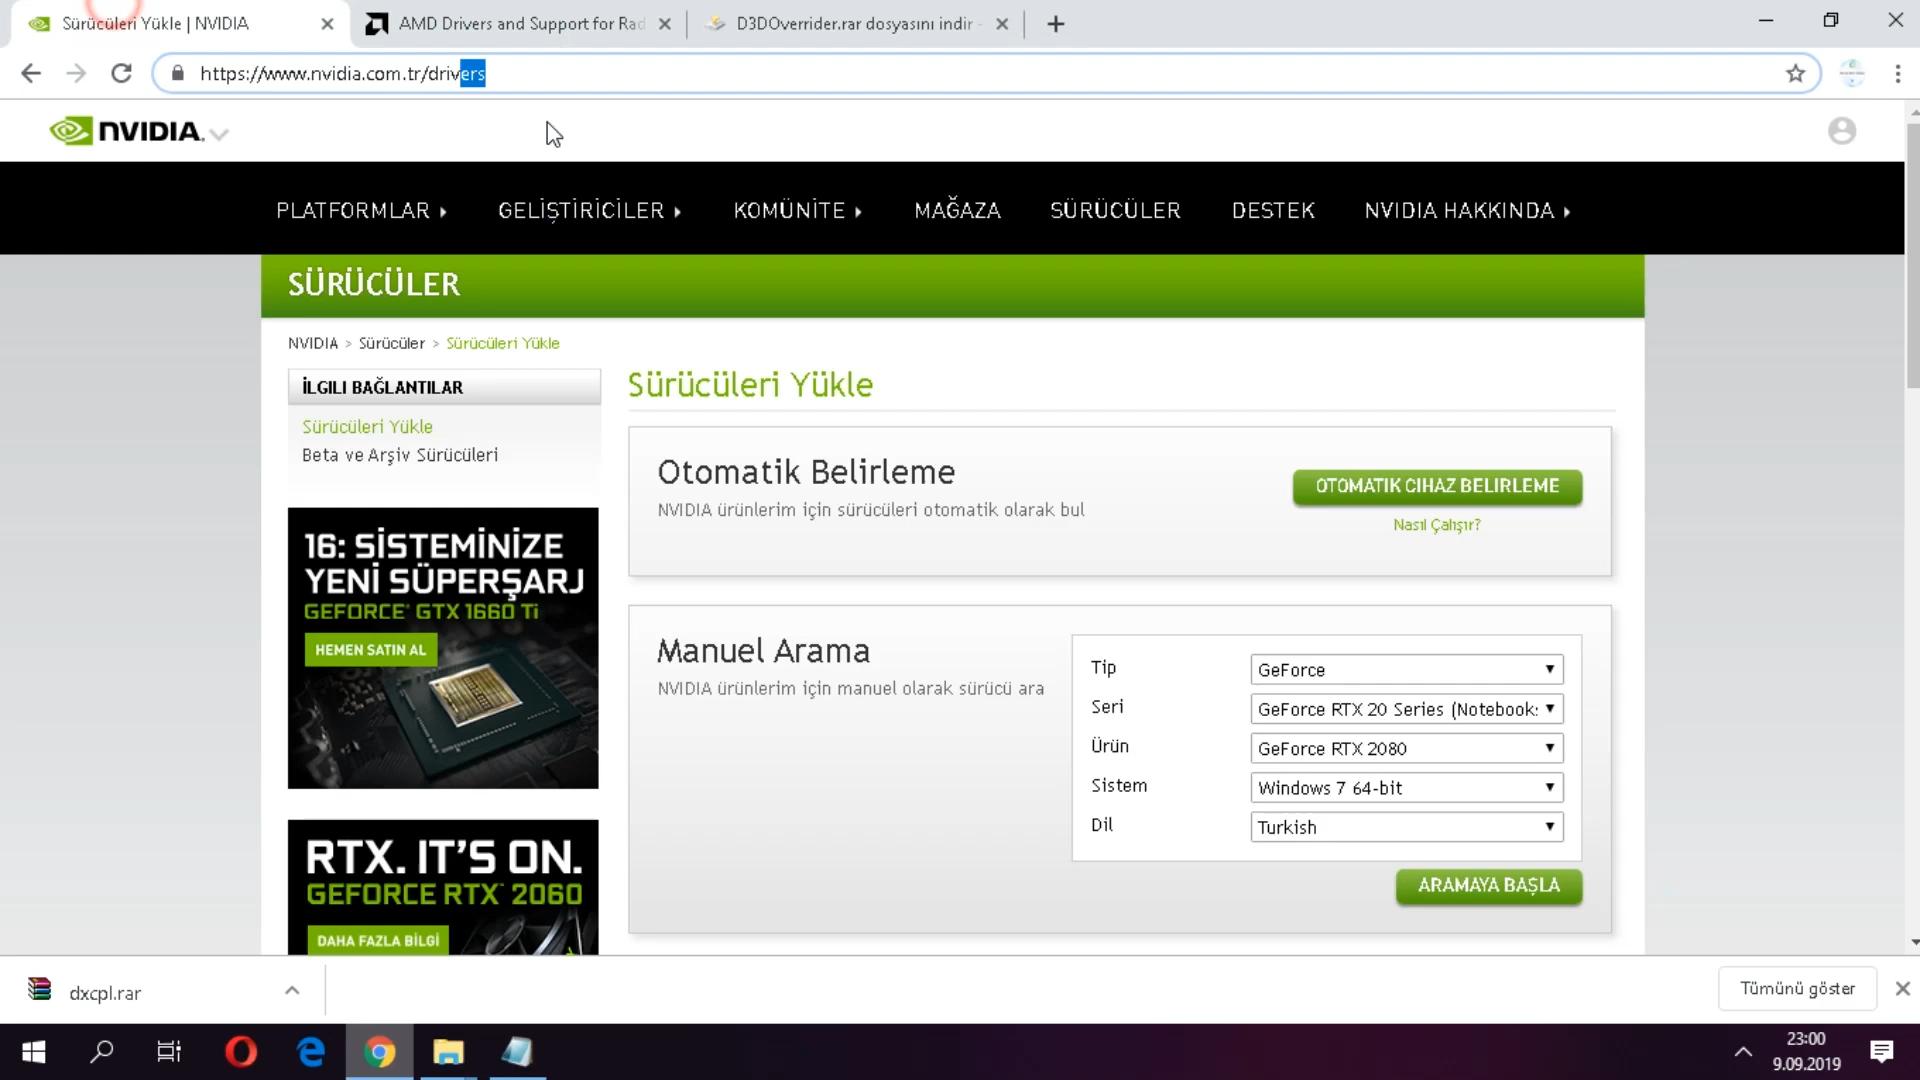 Sürücüleri Yükle | NVIDIA
AMD Drivers and Support for Rad
D3DOverrider.rar dosyasını indir -
https://www.nvidia.com.tr/drivers
NVIDIA.
PLATFORMLAR
GELİŞTİRİCİLER
KOMÜNİTE
MAĞAZA
SÜRÜCÜLER
DESTEK
NVIDIA HAKKINDA
SÜRÜCÜLER
NVIDIA > Sürücüler > Sürücüleri Yükle
İLGILI BAĞLANTILAR
Sürücüleri Yükle
Beta ve Arşiv Sürücüleri
16: SİSTEMİNİZE
YENİ SÜPERŞARJ
GEFORCE® GTX 1660 Ti
HEMEN SATIN AL
RTX. IT'S ON.
GEFORCE RTX™ 2060
DAHA FAZLA BİLGİ
Sürücüleri Yükle
Otomatik Belirleme
NVIDIA ürünlerim için sürücüleri otomatik olarak bul
OTOMATIK CIHAZ BELIRLEME
Nasıl Çalışır?
Manuel Arama
NVIDIA ürünlerim için manuel olarak sürücü ara
Tip
GeForce
Seri
GeForce RTX 20 Series (Notebook:
Ürün
GeForce RTX 2080
Sistem
Windows 7 64-bit
Dil
Turkish
ARAMAYA BAŞLA
dxcpl.rar
Tümünü göster
23:00
9.09.2019